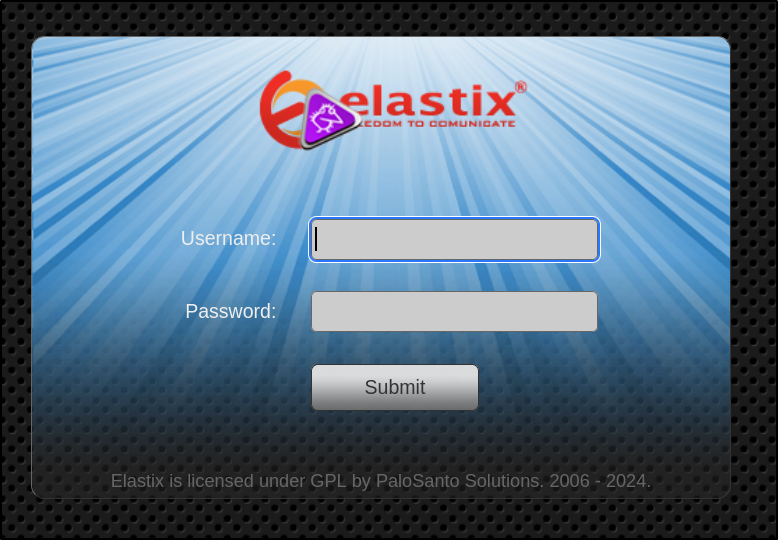 elastix®
EDOM TO COMUNICATE
Username:
Password:
Submit
Elastix is licensed under GPL by PaloSanto Solutions. 2006 - 2024.